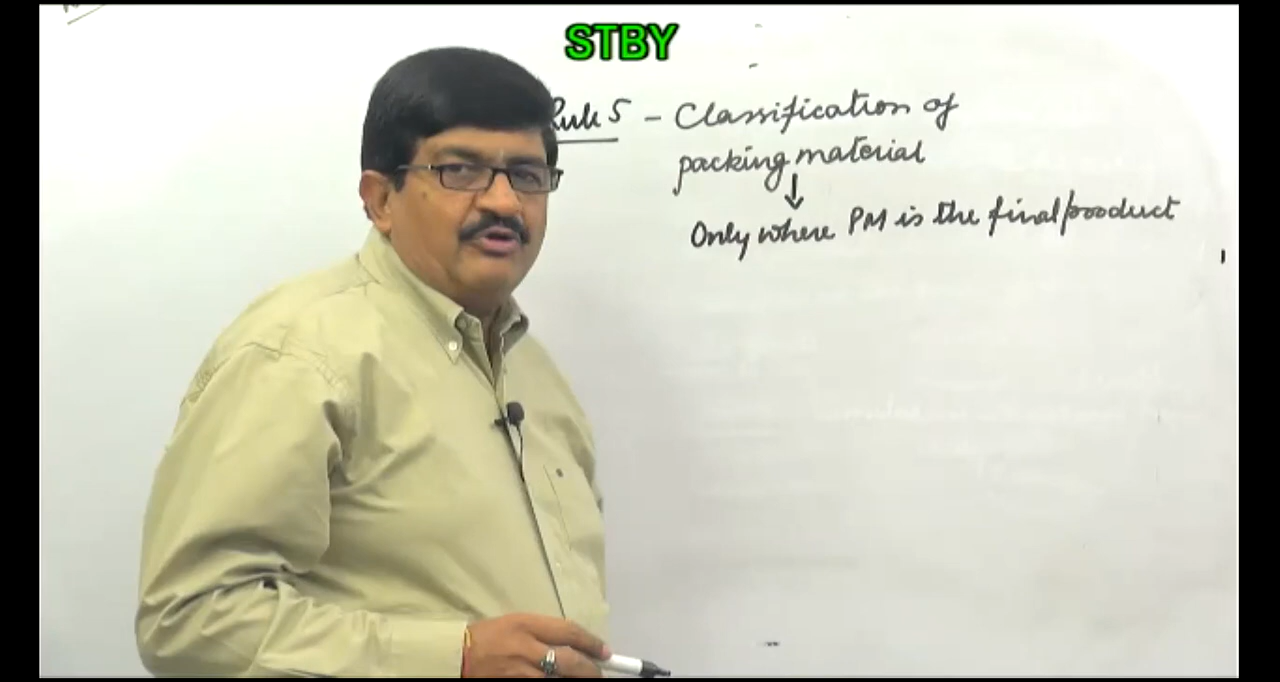 STBY
Rule 5 - Classification of
packing material
↓
Only where PM is the final product